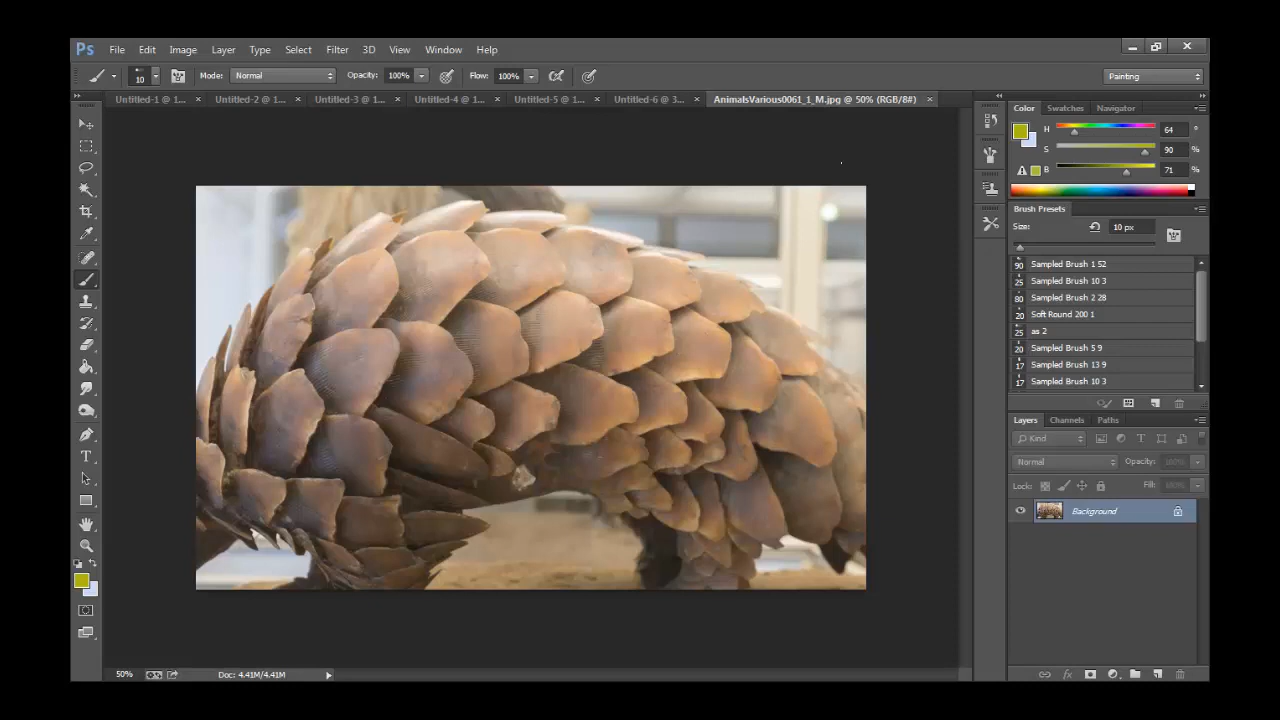 Ps File Edit Image Layer Type Select Filter 3D View Window Help
10 Mode: Normal Opacity: 100% Flow: 100% Painting
Untitled-1 @ 1... × Untitled-2 @ 1... × Untitled-3 @ 1... × Untitled-4 @ 1... × Untitled-5 @ 1... × Untitled-6 @ 3... × AnimalsVarious0061_1_M.jpg @ 50% (RGB/8#) ×
Color Swatches Navigator
H 64 °
S 90 %
B 71 %
Brush Presets
Size: 10 px
90 Sampled Brush 1 52
25 Sampled Brush 10 3
80 Sampled Brush 2 28
20 Soft Round 200 1
25 as 2
20 Sampled Brush 5 9
17 Sampled Brush 13 9
17 Sampled Brush 10 3
Layers Channels Paths
Kind
Normal Opacity: 100%
Lock: Fill: 100%
Background
50% Doc: 4.41M/4.41M